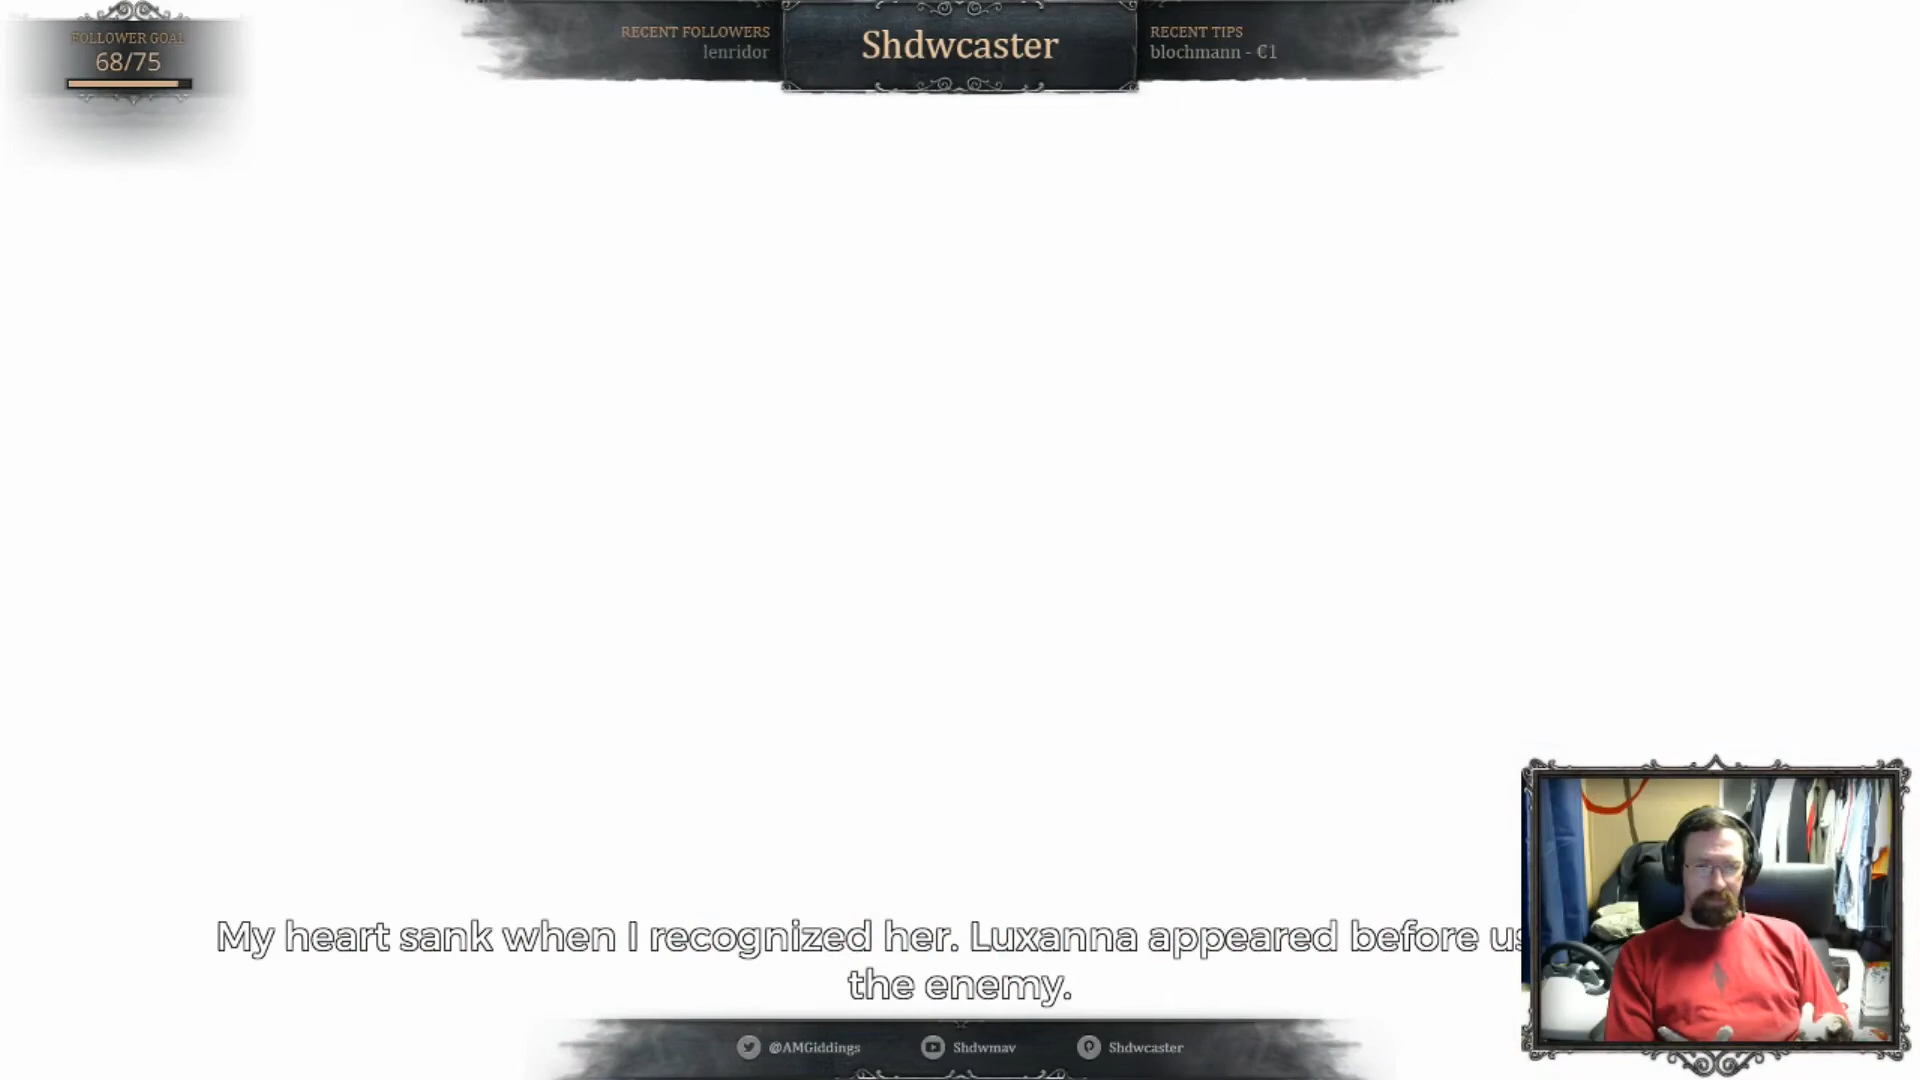 FOLLOWER GOAL
68/75
RECENT FOLLOWERS
lenridor
Shdwcaster
RECENT TIPS
blochmann - €1
My heart sank when I recognized her. Luxanna appeared before us
the enemy.
@AMGiddings
Shdwmav
Shdwcaster